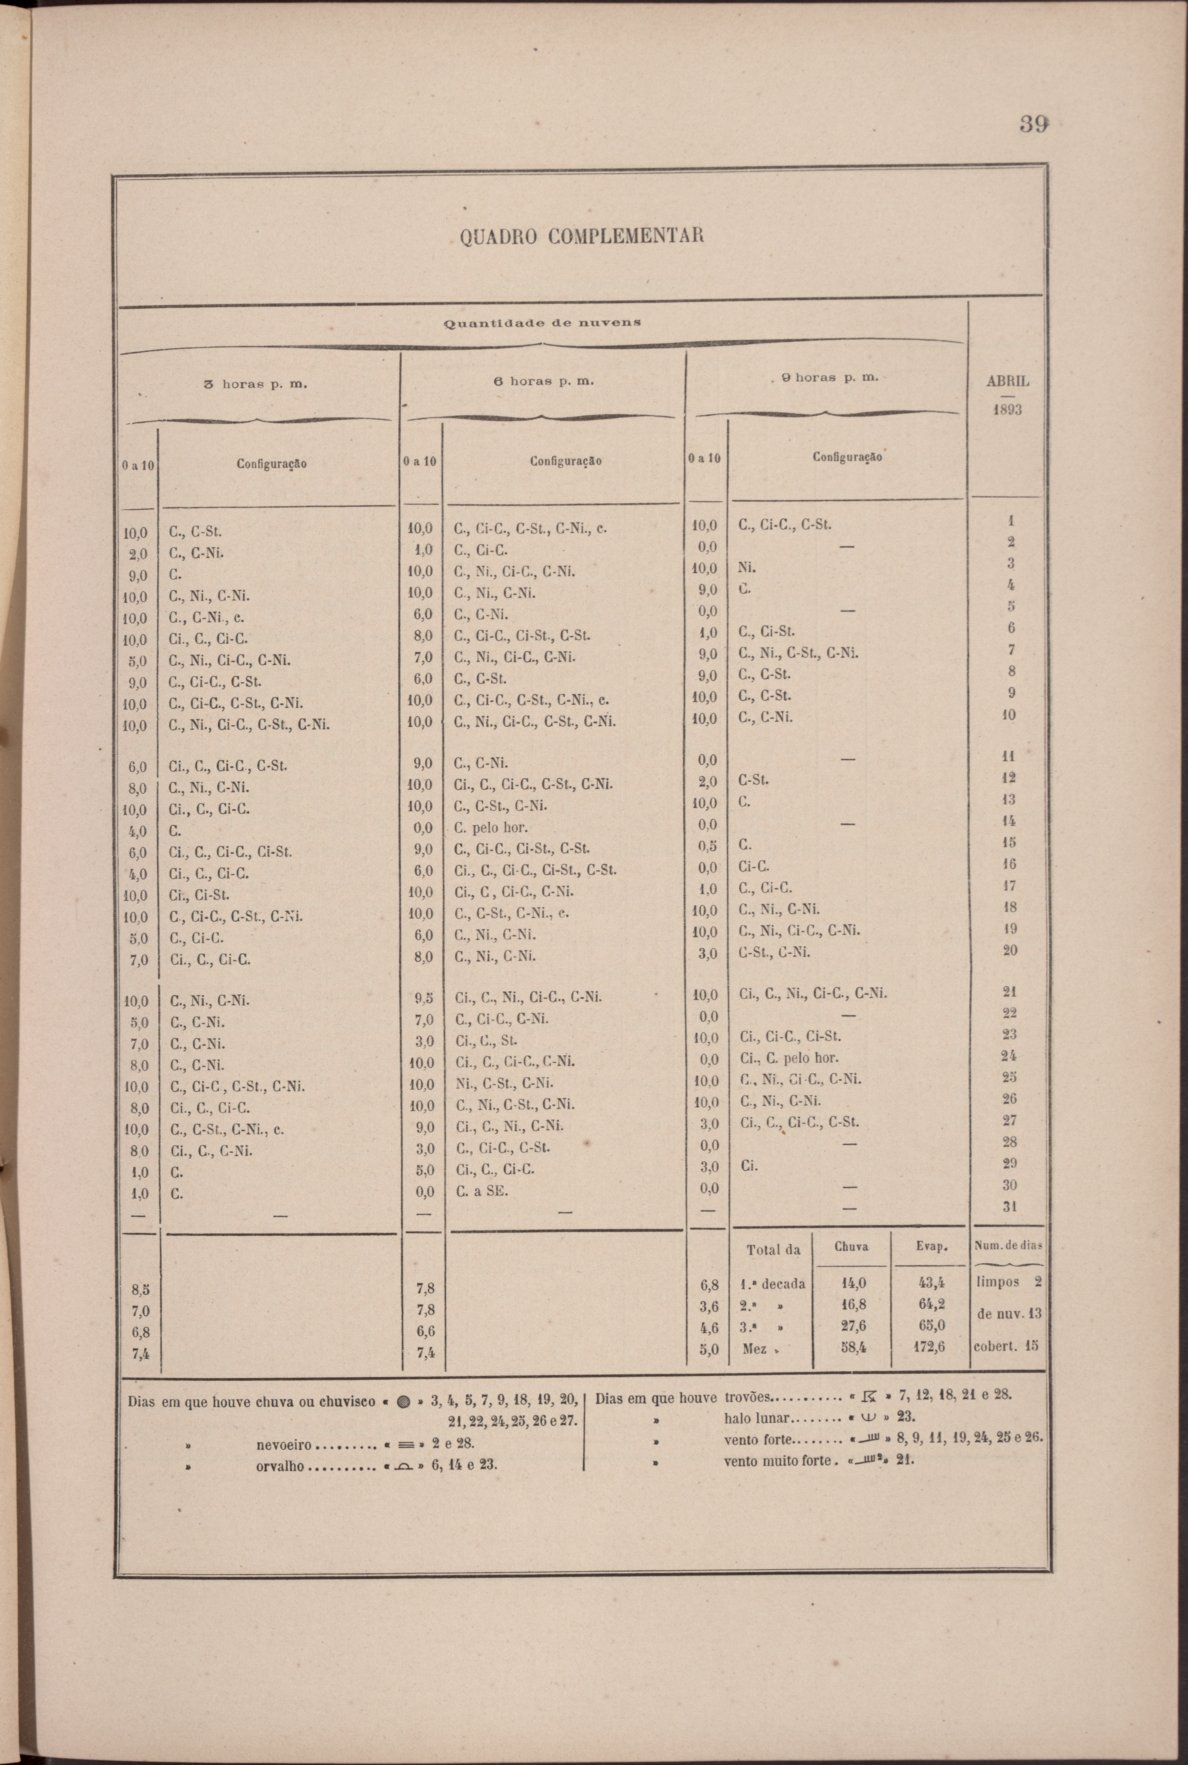 39
QUADRO COMPLEMENTAR
Quantidade de nuvens
3 horas p. m. 6 horas p. m. 9 horas p. m. ABRIL
1893
0 a 10 Configuração 0 a 10 Configuração 0 a 10 Configuração
10,0 C., C-St. 10,0 C., Ci-C., C-St., C-Ni., c. 10,0 C., Ci-C., C-St. 1
2,0 C., C-Ni. 1,0 C., Ci-C. 0,0 — 2
9,0 C. 10,0 C., Ni., Ci-C., C-Ni. 10,0 Ni. 3
10,0 C., Ni., C-Ni. 10,0 C., Ni., C-Ni. 9,0 C. 4
10,0 C., C-Ni., c. 6,0 C., C-Ni. 0,0 — 5
10,0 Ci., C., Ci-C. 8,0 C., Ci-C., Ci-St., C-St. 1,0 C., Ci-St. 6
5,0 C., Ni., Ci-C., C-Ni. 7,0 C., Ni., Ci-C., C-Ni. 9,0 C., Ni., C-St., C-Ni. 7
9,0 C., Ci-C., C-St. 6,0 C., C-St. 9,0 C., C-St. 8
10,0 C., Ci-C., C-St., C-Ni. 10,0 C., Ci-C., C-St., C-Ni., c. 10,0 C., C-St. 9
10,0 C., Ni., Ci-C., C-St., C-Ni. 10,0 C., Ni., Ci-C., C-St., C-Ni. 10,0 C., C-Ni. 10
6,0 Ci., C., Ci-C., C-St. 9,0 C., C-Ni. 0,0 — 11
8,0 C., Ni., C-Ni. 10,0 Ci., C., Ci-C., C-St., C-Ni. 2,0 C-St. 12
10,0 Ci., C., Ci-C. 10,0 C., C-St., C-Ni. 10,0 C. 13
4,0 C. 0,0 C. pelo hor. 0,0 — 14
6,0 Ci., C., Ci-C., Ci-St. 9,0 C., Ci-C., Ci-St., C-St. 0,5 C. 15
4,0 Ci., C., Ci-C. 6,0 Ci., C., Ci-C., Ci-St., C-St. 0,0 Ci-C. 16
10,0 Ci., Ci-St. 10,0 Ci., C , Ci-C., C-Ni. 1,0 C., Ci-C. 17
10,0 C., Ci-C., C-St., C-Ni. 10,0 C., C-St., C-Ni., c. 10,0 C., Ni., C-Ni. 18
5,0 C., Ci-C. 6,0 C., Ni., C-Ni. 10,0 C., Ni., Ci-C., C-Ni. 19
7,0 Ci., C., Ci-C. 8,0 C., Ni., C-Ni. 3,0 C-St., C-Ni. 20
10,0 C., Ni., C-Ni. 9,5 Ci., C., Ni., Ci-C., C-Ni. 10,0 Ci., C., Ni., Ci-C., C-Ni. 21
5,0 C., C-Ni. 7,0 C., Ci-C., C-Ni. 0,0 — 22
7,0 C., C-Ni. 3,0 Ci., C., St. 10,0 Ci., Ci-C., Ci-St. 23
8,0 C., C-Ni. 10,0 Ci., C., Ci-C., C-Ni. 0,0 Ci., C. pelo hor. 24
10,0 C., Ci-C., C-St., C-Ni. 10,0 Ni., C-St., C-Ni. 10,0 C., Ni., Ci-C., C-Ni. 25
8,0 Ci., C., Ci-C. 10,0 C., Ni., C-St., C-Ni. 10,0 C., Ni., C-Ni. 26
10,0 C., C-St., C-Ni., c. 9,0 Ci., C., Ni., C-Ni. 3,0 Ci., C., Ci-C., C-St. 27
8,0 Ci., C., C-Ni. 3,0 C., Ci-C., C-St. 0,0 — 28
1,0 C. 5,0 Ci., C., Ci-C. 3,0 Ci. 29
1,0 C. 0,0 C. a SE. 0,0 — 30
— — — — — — 31
Total da Chuva Evap. Num. de dias
8,5 7,8 6,8 1.ª decada 14,0 43,4 limpos 2
7,0 7,8 3,6 2.ª » 16,8 64,2 de nuv. 13
6,8 6,6 4,6 3.ª » 27,6 65,0
7,4 7,4 5,0 Mez . 58,4 172,6 cobert. 15
Dias em que houve chuva ou chuvisco « ● » 3, 4, 5, 7, 9, 18, 19, 20,
21, 22, 24, 25, 26 e 27.
» nevoeiro ......... « ≡ » 2 e 28.
» orvalho .......... « » 6, 14 e 23.
Dias em que houve trovões........... « » 7, 12, 18, 21 e 28.
» halo lunar........ « » 23.
» vento forte........ « » 8, 9, 11, 19, 24, 25 e 26.
» vento muito forte . « ² » 21.